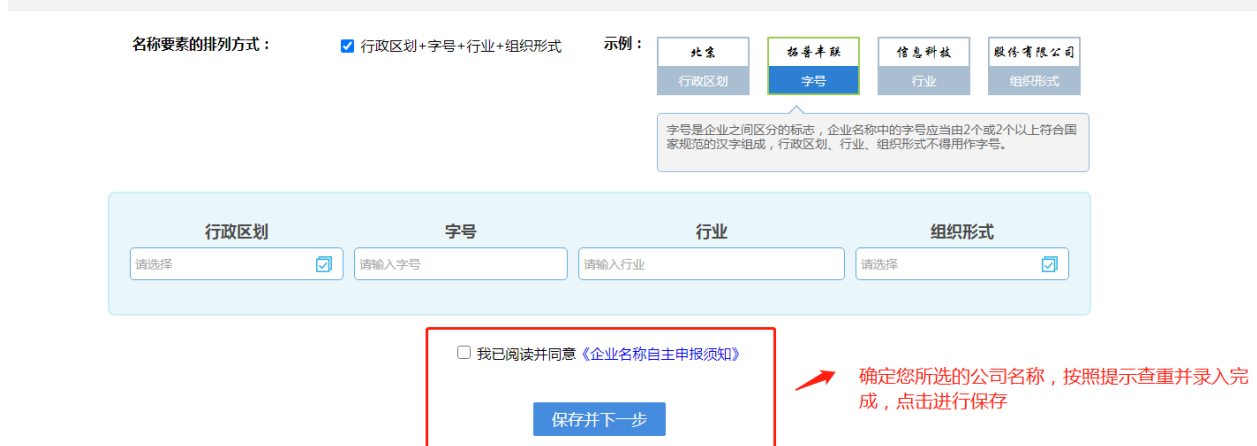 名称要素的排列方式：
行政区划+字号+行业+组织形式
示例：
北京
拓普丰联
信息科技
股份有限公司
行政区划
字号
行业
组织形式
字号是企业之间区分的标志，企业名称中的字号应当由2个或2个以上符合国
家规范的汉字组成，行政区划、行业、组织形式不得用作字号。
行政区划
字号
行业
组织形式
请选择
请输入字号
请输入行业
请选择
我已阅读并同意《企业名称自主申报须知》
确定您所选的公司名称，按照提示查重并录入完
成，点击进行保存
保存并下一步